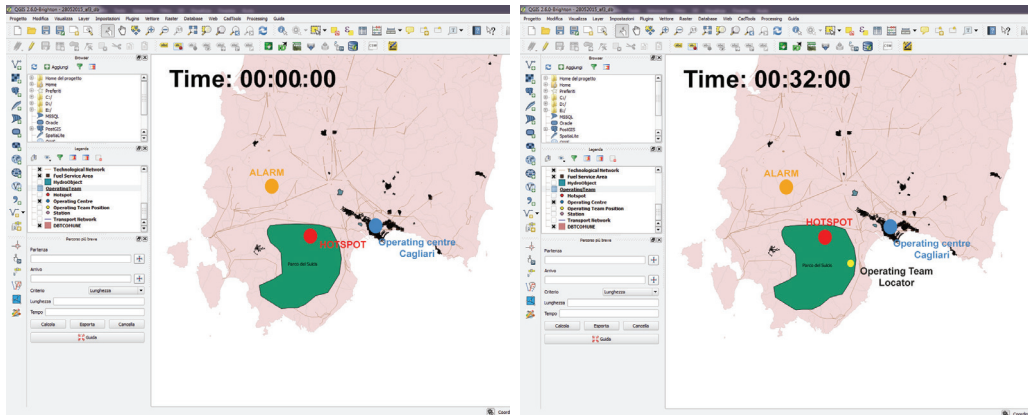 QGIS 2.6.0-Brighton - 28052015_af3_ds
Progetto Modifica Visualizza Layer Impostazioni Plugins Vettore Raster Database Web CadTools Processing Guida
Browser
Aggiungi
Home del progetto
Home
Preferiti
C:/
D:/
E:/
MSSQL
Oracle
PostGIS
SpatiaLite
Legenda
Technological Network
Fuel Service Area
HydroObject
OperatingTeam
Hotspot
Operating Centre
Operating Team Position
Station
Transport Network
DBTCOMUNE
Percorso più breve
Partenza
Arrivo
Criterio Lunghezza
Lunghezza
Tempo
Calcola Esporta Cancella
Guida
Time: 00:00:00
ALARM
HOTSPOT
Operating centre
Cagliari
Parco del Sulcis
Coord
QGIS 2.6.0-Brighton - 28052015_af3_ds
Progetto Modifica Visualizza Layer Impostazioni Plugins Vettore Raster Database Web CadTools Processing Guida
Browser
Aggiungi
Home del progetto
Home
Preferiti
C:/
D:/
E:/
MSSQL
Oracle
PostGIS
SpatiaLite
Legenda
Technological Network
Fuel Service Area
HydroObject
OperatingTeam
Hotspot
Operating Centre
Operating Team Position
Station
Transport Network
DBTCOMUNE
Percorso più breve
Partenza
Arrivo
Criterio Lunghezza
Lunghezza
Tempo
Calcola Esporta Cancella
Guida
Time: 00:32:00
ALARM
HOTSPOT
Operating centre
Cagliari
Parco del Sulcis
Operating Team
Locator
Coord